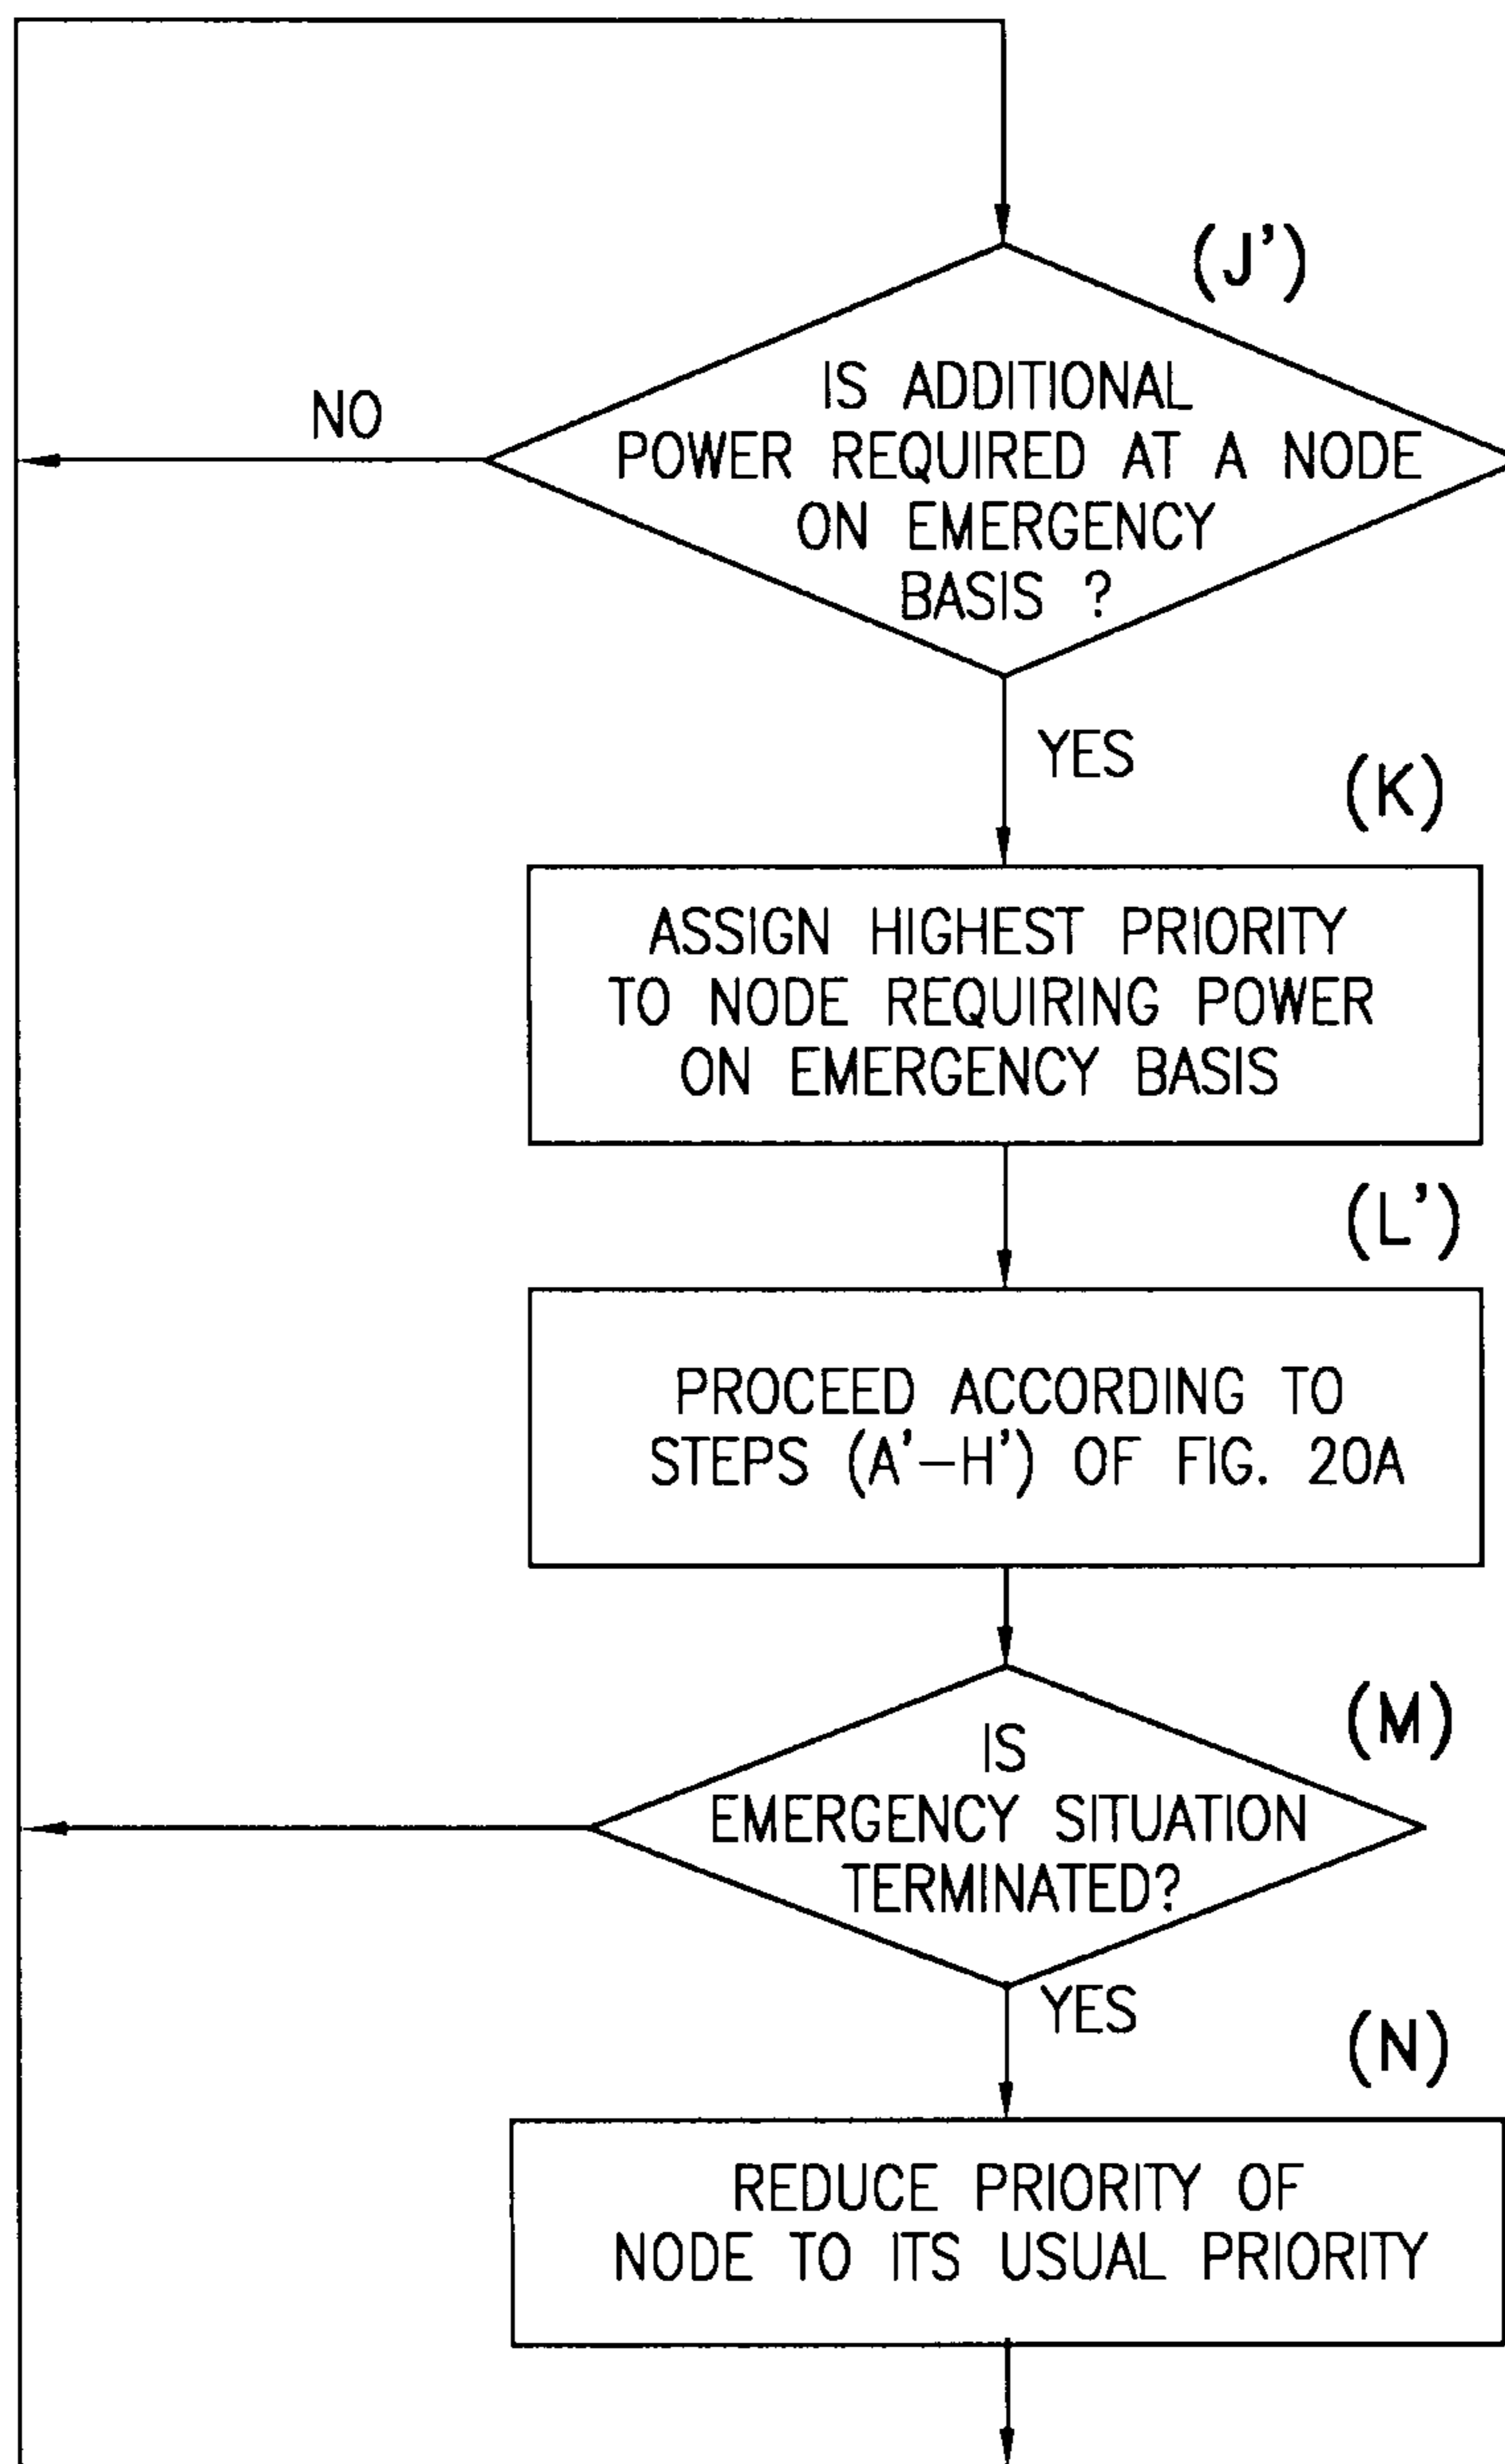 (J')
IS ADDITIONAL
POWER REQUIRED AT A NODE
ON EMERGENCY
BASIS ?
NO
YES
(K)
ASSIGN HIGHEST PRIORITY
TO NODE REQUIRING POWER
ON EMERGENCY BASIS
(L')
PROCEED ACCORDING TO
STEPS (A'–H') OF FIG. 20A
(M)
IS
EMERGENCY SITUATION
TERMINATED?
YES
(N)
REDUCE PRIORITY OF
NODE TO ITS USUAL PRIORITY